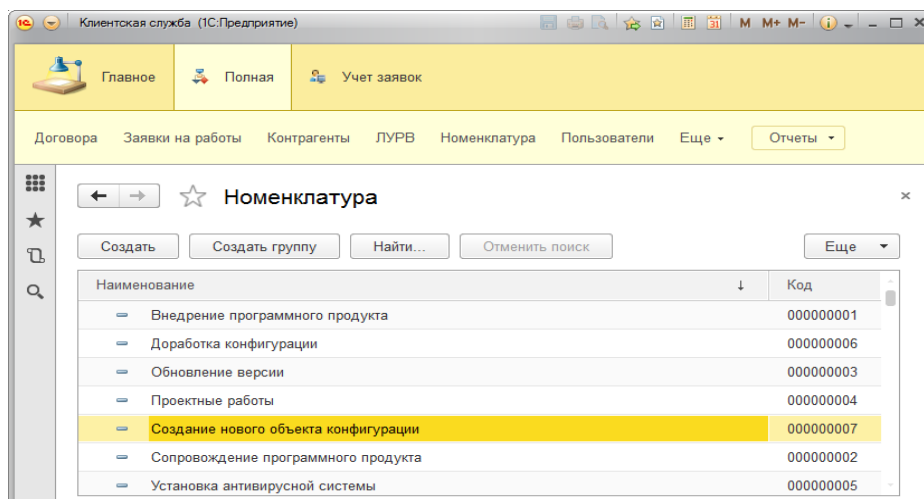 1С Клиентская служба (1С:Предприятие) 31 M M+ M- i
Главное Полная Учет заявок
Договора Заявки на работы Контрагенты ЛУРВ Номенклатура Пользователи Еще Отчеты
Номенклатура
Создать Создать группу Найти... Отменить поиск Еще
Наименование ↓ Код
Внедрение программного продукта 000000001
Доработка конфигурации 000000006
Обновление версии 000000003
Проектные работы 000000004
Создание нового объекта конфигурации 000000007
Сопровождение программного продукта 000000002
Установка антивирусной системы 000000005